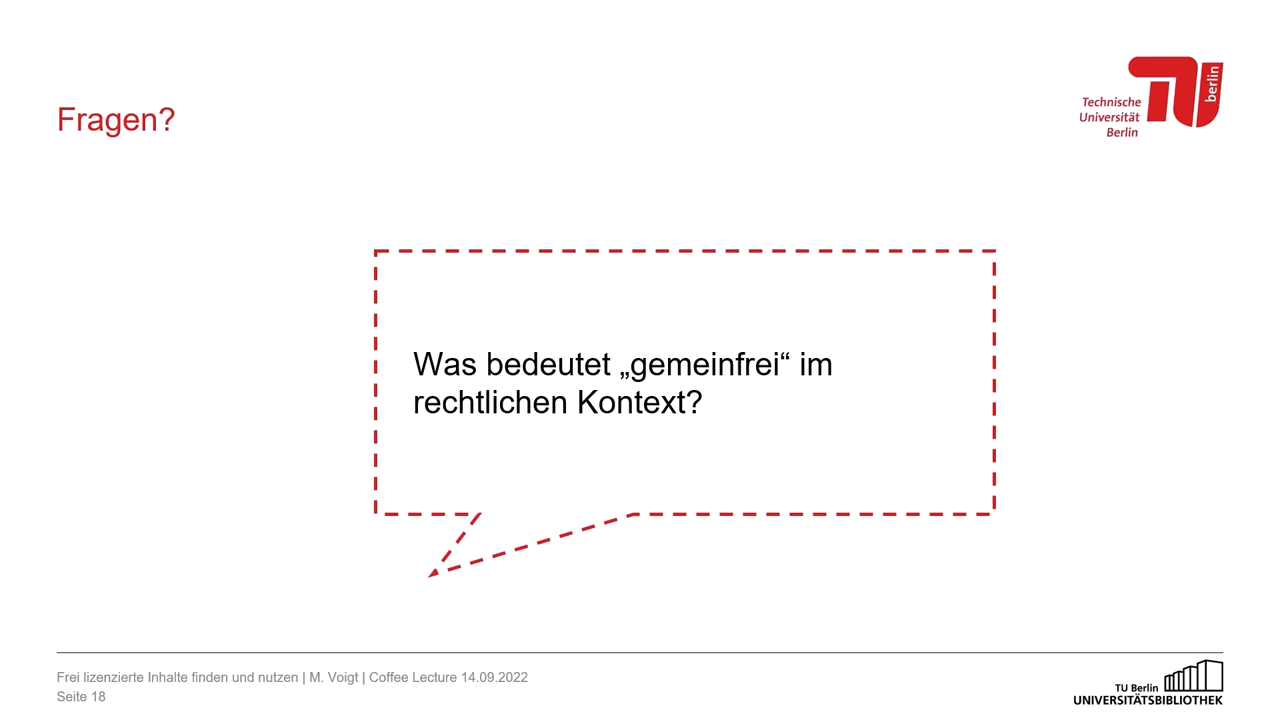 Technische
Universität
Berlin
berlin
Fragen?
Was bedeutet „gemeinfrei“ im
rechtlichen Kontext?
Frei lizenzierte Inhalte finden und nutzen | M. Voigt | Coffee Lecture 14.09.2022
Seite 18
TU Berlin
UNIVERSITÄTSBIBLIOTHEK